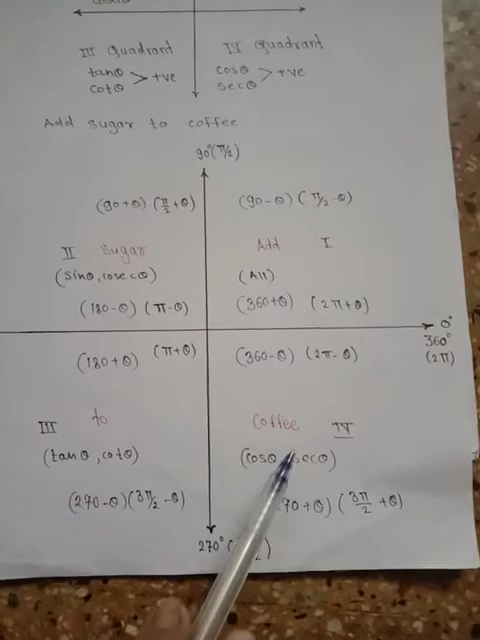 III Quadrant
tanθ
cotθ
> +ve
IV Quadrant
cosθ
secθ
> +ve
Add sugar to coffee
90° (π/2)
(90+θ) (π/2 + θ)
(90-θ) (π/2 - θ)
II Sugar
Add I
(sinθ, cosecθ)
(All)
(180-θ) (π-θ)
(360+θ) (2π+θ)
0°
360°
(2π)
(180+θ) (π+θ)
(360-θ) (2π-θ)
III to
Coffee IV
(tanθ, cotθ)
(cosθ secθ)
(270-θ) (3π/2 - θ)
70+θ) (3π/2 + θ)
270°